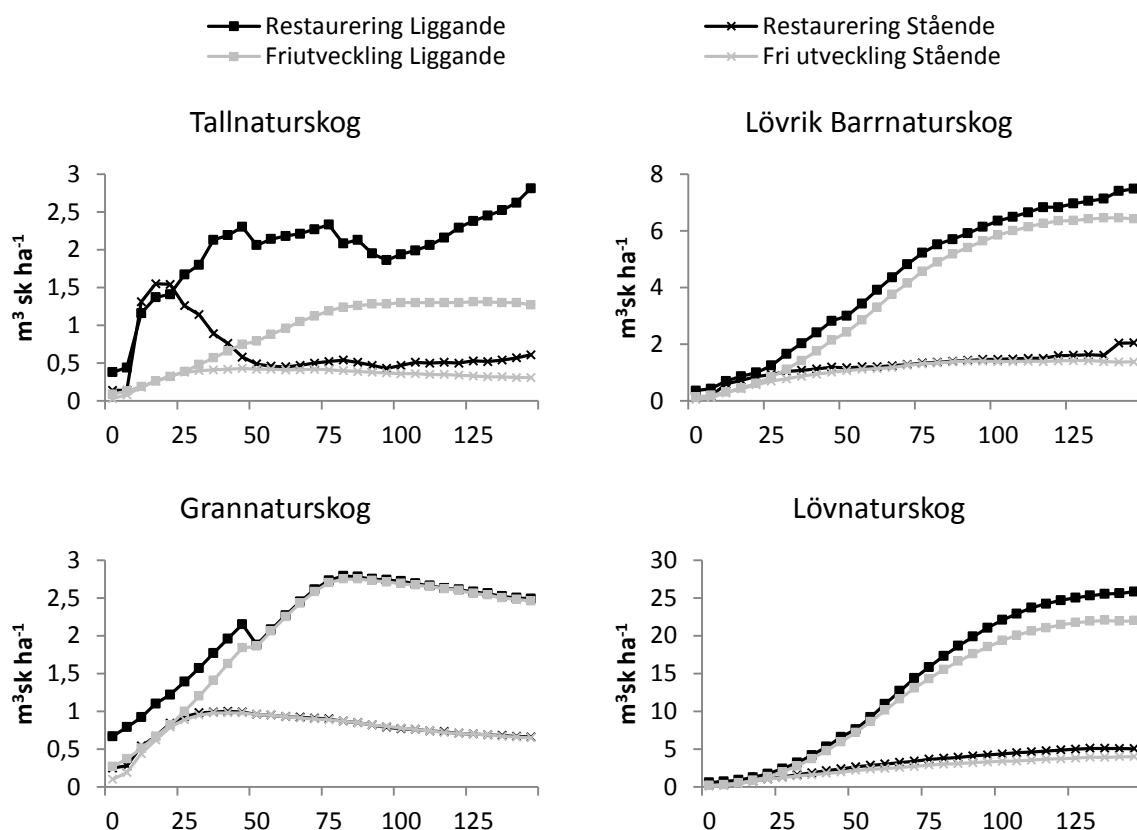 Restaurering Liggande
Restaurering Stående
Friutveckling Liggande
Fri utveckling Stående
Tallnaturskog
m³ sk ha⁻¹
3
2,5
2
1,5
1
0,5
0
0 25 50 75 100 125
Lövrik Barrnaturskog
m³sk ha⁻¹
8
6
4
2
0
0 25 50 75 100 125
Grannaturskog
m³sk ha⁻¹
3
2,5
2
1,5
1
0,5
0
0 25 50 75 100 125
Lövnaturskog
m³sk ha⁻¹
30
25
20
15
10
5
0
0 25 50 75 100 125